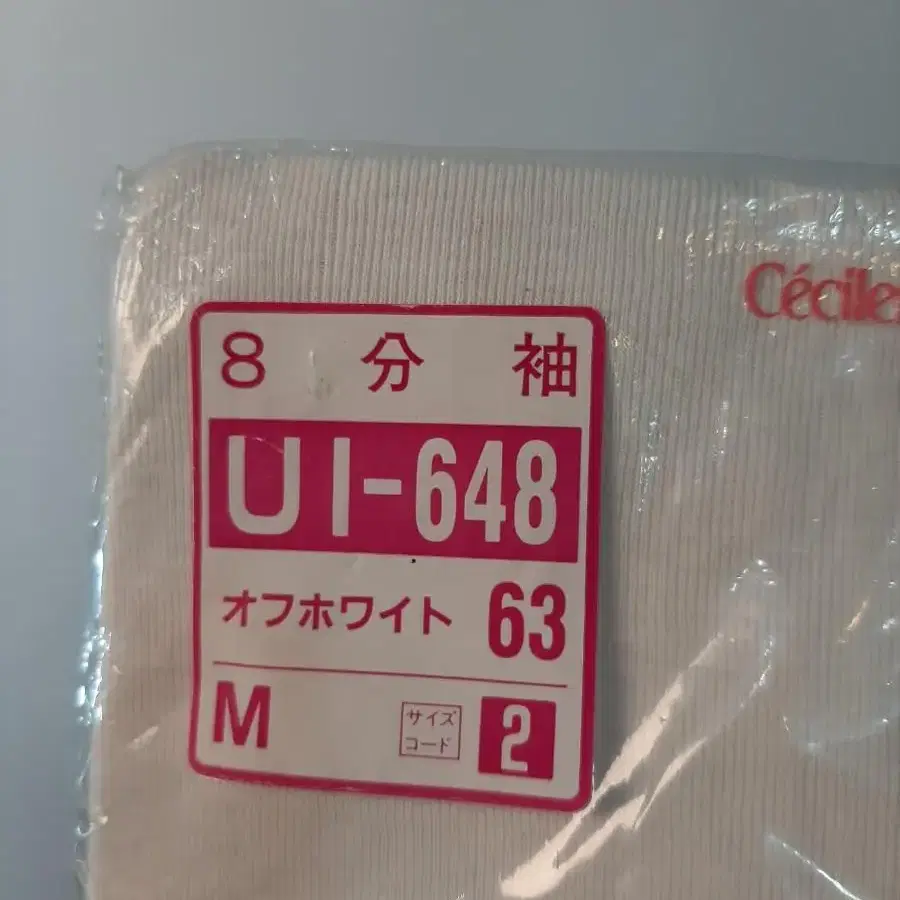 Cécile
8分袖
UI-648
オフホワイト 63
M サイズコード 2